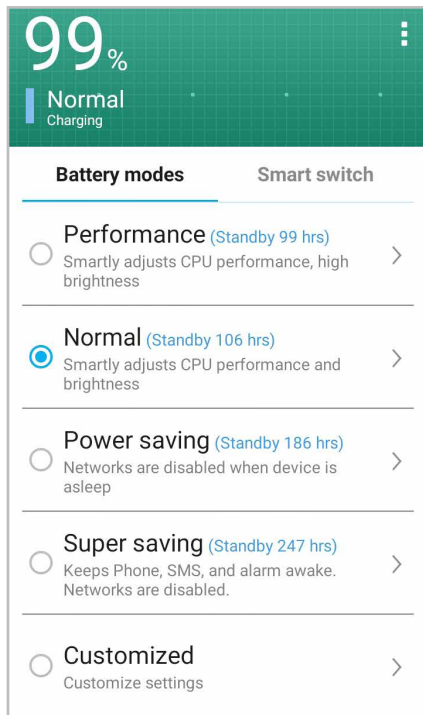 99%
Normal
Charging
Battery modes
Smart switch
Performance (Standby 99 hrs)
Smartly adjusts CPU performance, high
brightness
Normal (Standby 106 hrs)
Smartly adjusts CPU performance and
brightness
Power saving (Standby 186 hrs)
Networks are disabled when device is
asleep
Super saving (Standby 247 hrs)
Keeps Phone, SMS, and alarm awake.
Networks are disabled.
Customized
Customize settings